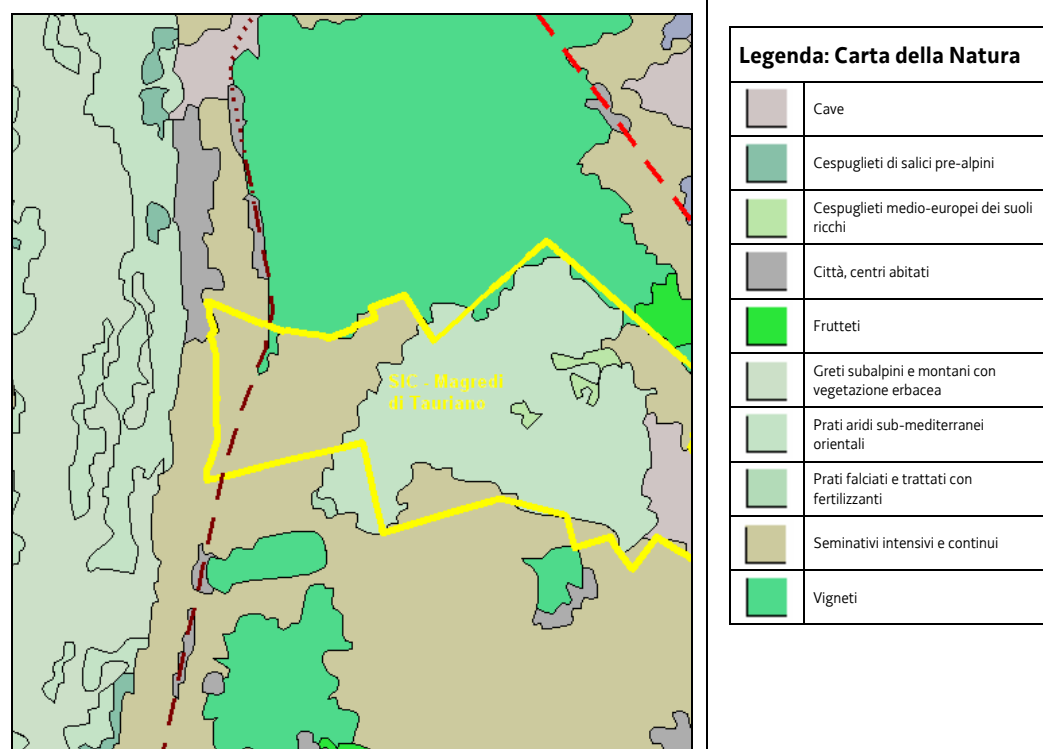 SIC - Magredi
di Tauriano
Legenda: Carta della Natura
Cave
Cespuglieti di salici pre-alpini
Cespuglieti medio-europei dei suoli
ricchi
Città, centri abitati
Frutteti
Greti subalpini e montani con
vegetazione erbacea
Prati aridi sub-mediterranei
orientali
Prati falciati e trattati con
fertilizzanti
Seminativi intensivi e continui
Vigneti